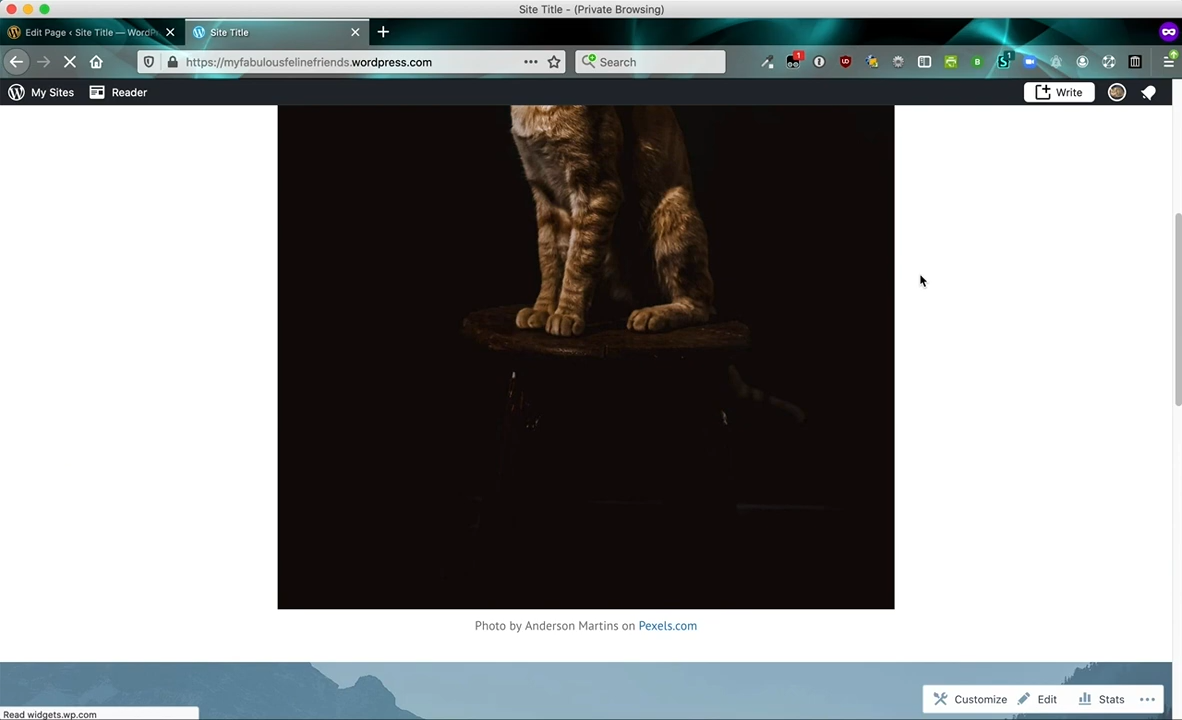 Site Title - (Private Browsing)
Edit Page ‹ Site Title — WordPr
Site Title
https://myfabulousfelinefriends.wordpress.com
Search
My Sites
Reader
Write
Photo by Anderson Martins on Pexels.com
Customize
Edit
Stats
Read widgets.wp.com